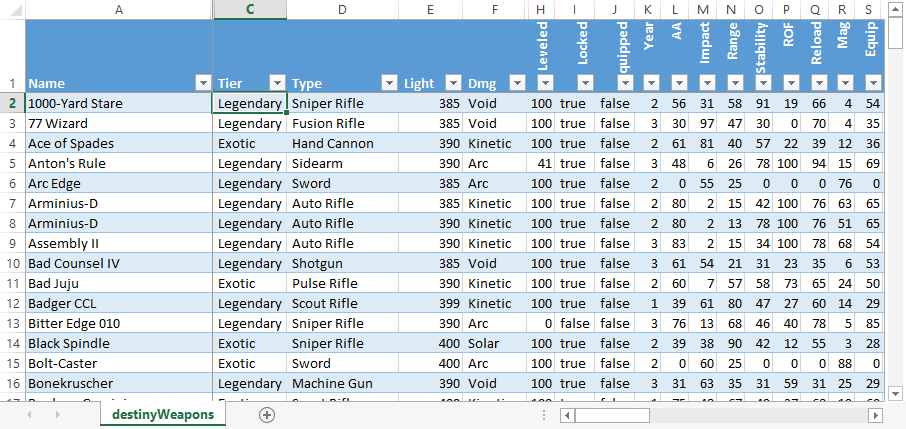 A C D E F H I J K L M N O P Q R S
1 Name Tier Type Light Dmg Leveled Locked quipped Year AA Impact Range Stability ROF Reload Mag Equip
2 1000-Yard Stare Legendary Sniper Rifle 385 Void 100 true false 2 56 31 58 91 19 66 4 54
3 77 Wizard Legendary Fusion Rifle 385 Void 100 true false 3 30 97 47 30 0 70 4 35
4 Ace of Spades Exotic Hand Cannon 390 Kinetic 100 true false 2 61 81 40 57 22 39 12 36
5 Anton's Rule Legendary Sidearm 390 Arc 41 true false 3 48 6 26 78 100 94 15 69
6 Arc Edge Legendary Sword 385 Arc 100 true false 2 0 55 25 0 0 0 76 0
7 Arminius-D Legendary Auto Rifle 385 Kinetic 100 true false 2 80 2 15 42 100 76 63 65
8 Arminius-D Legendary Auto Rifle 390 Kinetic 100 true false 2 80 2 13 78 100 76 51 65
9 Assembly II Legendary Auto Rifle 390 Kinetic 100 true false 3 83 2 15 34 100 78 68 54
10 Bad Counsel IV Legendary Shotgun 385 Void 100 true false 3 61 54 21 31 23 35 6 53
11 Bad Juju Exotic Pulse Rifle 390 Kinetic 100 true false 2 60 7 57 58 73 65 24 50
12 Badger CCL Legendary Scout Rifle 399 Kinetic 100 true false 1 39 61 80 47 27 60 14 29
13 Bitter Edge 010 Legendary Sniper Rifle 390 Arc 0 false false 3 76 13 68 46 40 78 5 85
14 Black Spindle Exotic Sniper Rifle 400 Solar 100 true false 2 39 38 90 42 12 55 3 28
15 Bolt-Caster Exotic Sword 400 Arc 100 true false 2 0 60 25 0 0 0 88 0
16 Bonekruscher Legendary Machine Gun 390 Void 100 true false 3 31 63 35 31 59 31 25 29
destinyWeapons